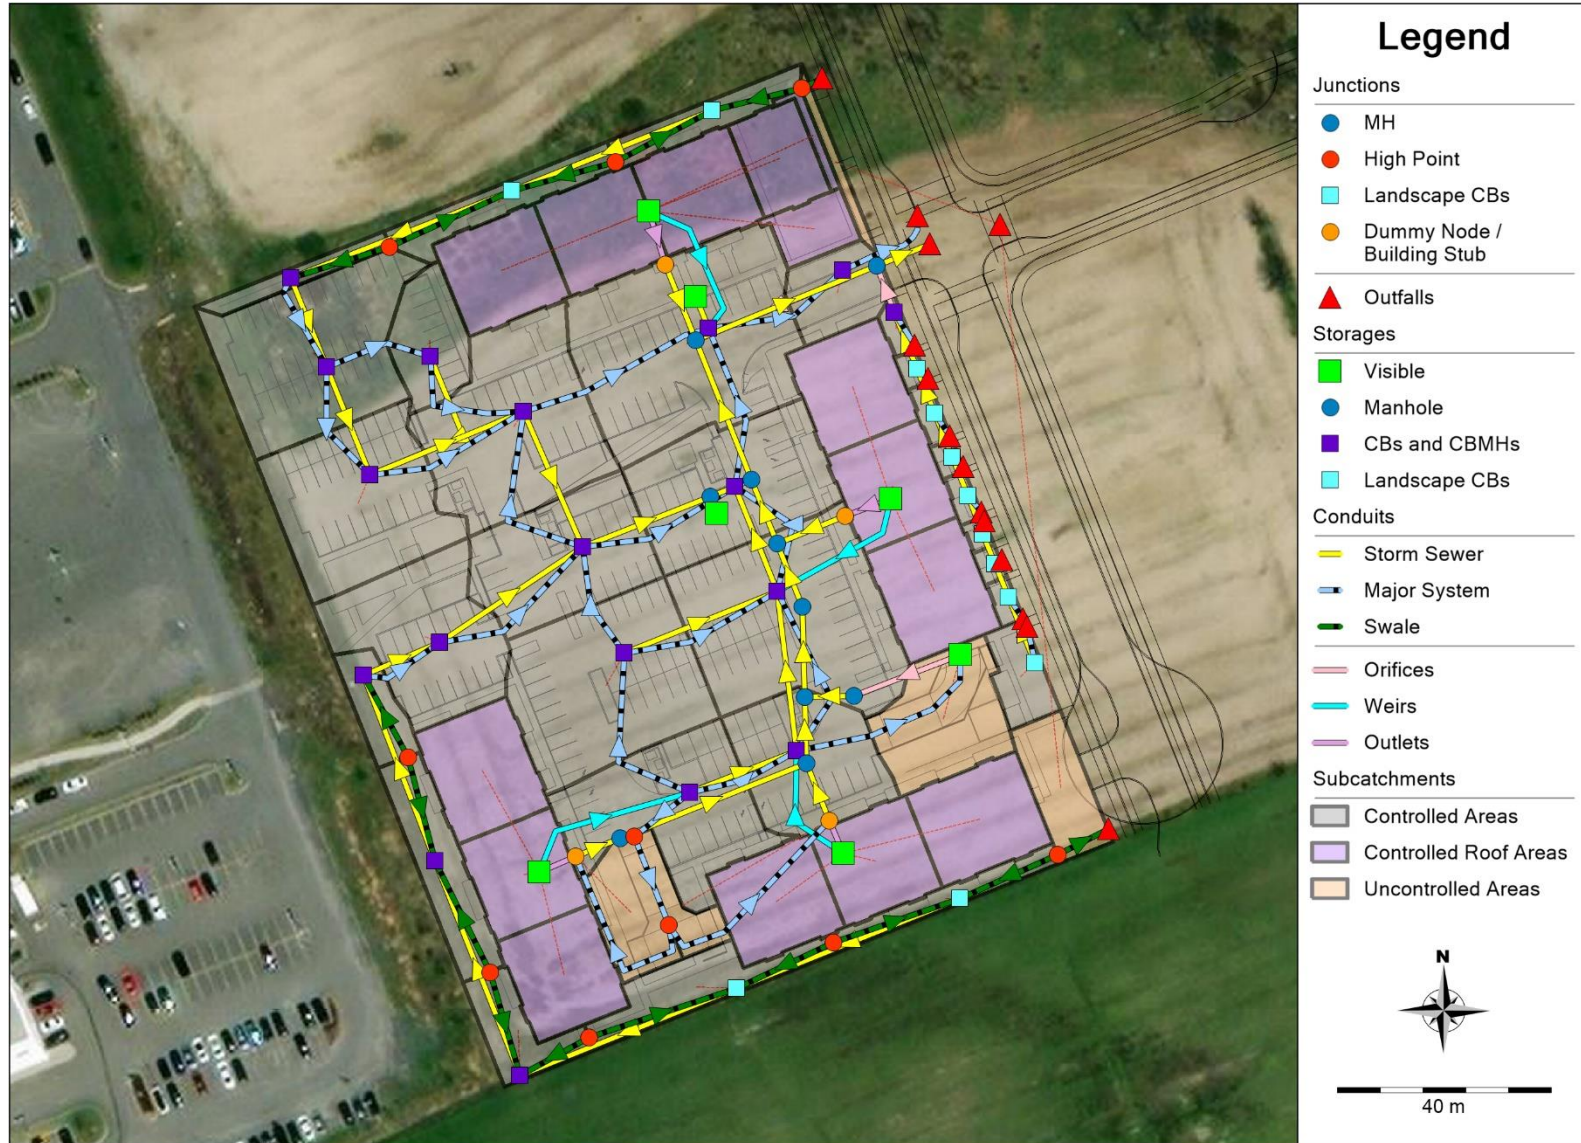 Legend
Junctions
MH
High Point
Landscape CBs
Dummy Node /
Building Stub
Outfalls
Storages
Visible
Manhole
CBs and CBMHs
Landscape CBs
Conduits
Storm Sewer
Major System
Swale
Orifices
Weirs
Outlets
Subcatchments
Controlled Areas
Controlled Roof Areas
Uncontrolled Areas
N
40 m